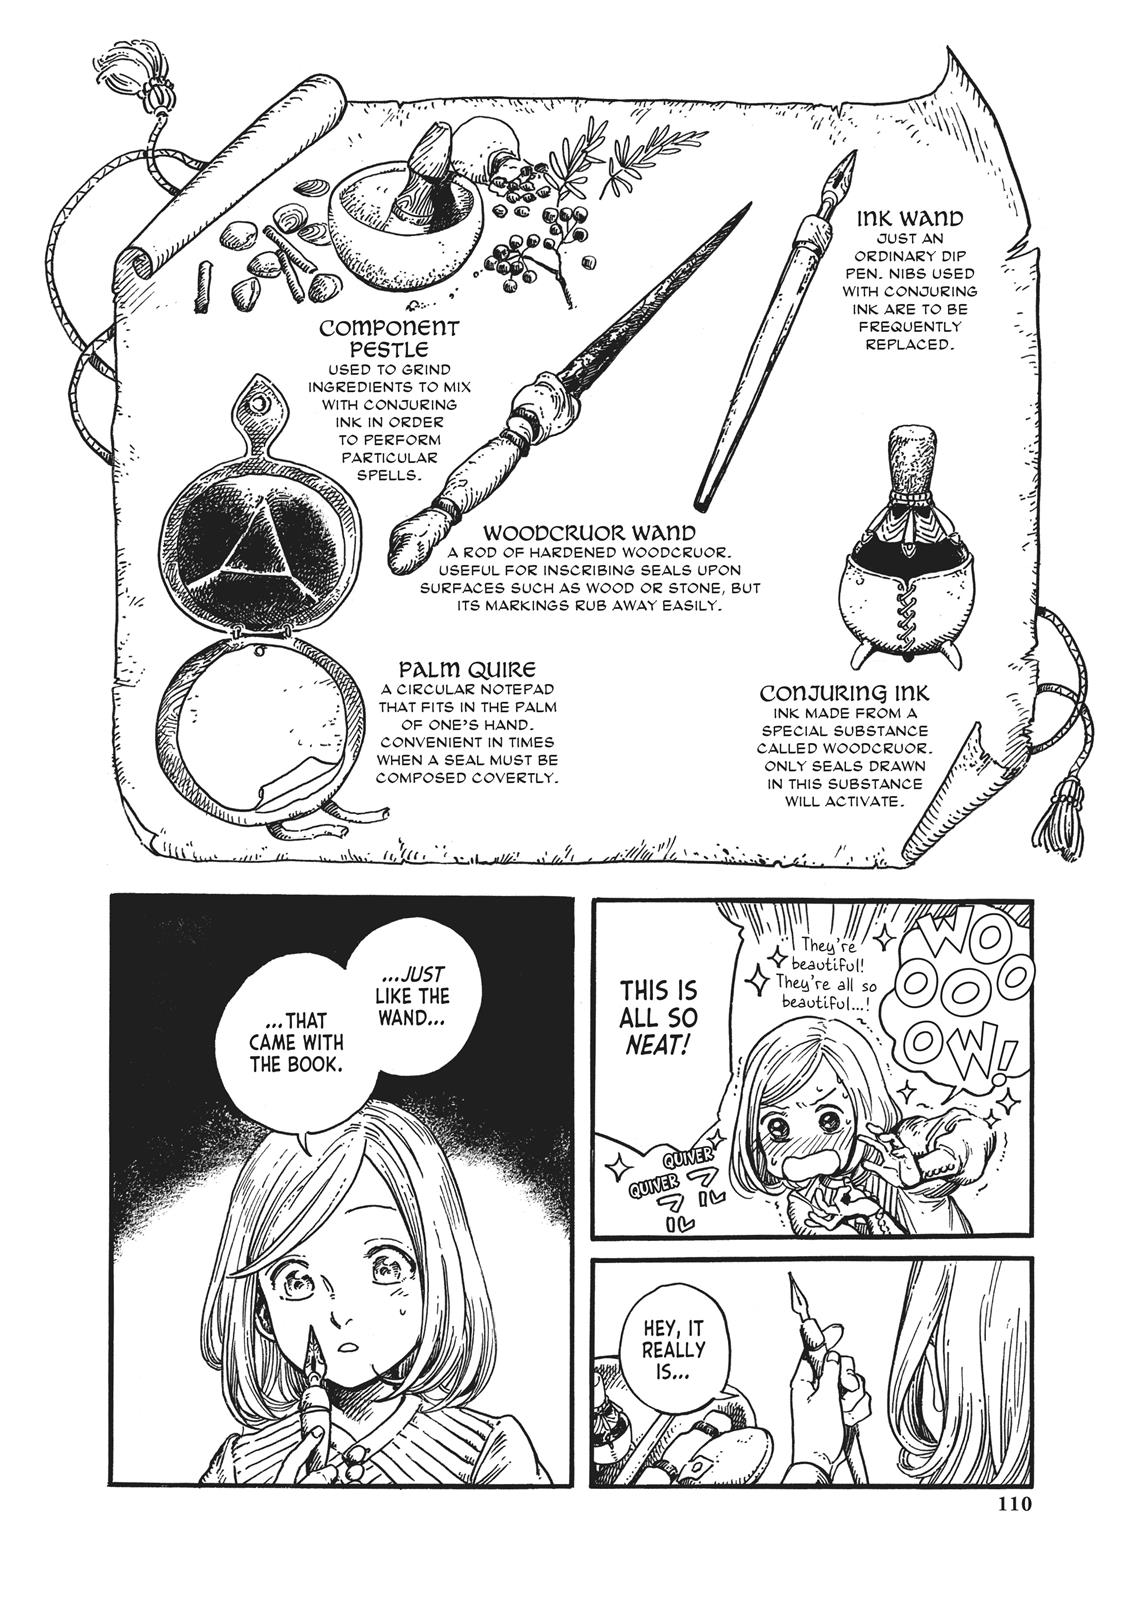 INK WAND
JUST AN
ORDINARY DIP
PEN. NIBS USED
WITH CONJURING
INK ARE TO BE
FREQUENTLY
REPLACED.
COMPONENT
PESTLE
USED TO GRIND
INGREDIENTS TO MIX
WITH CONJURING
INK IN ORDER
TO PERFORM
PARTICULAR
SPELLS.
WOODCRUOR WAND
A ROD OF HARDENED WOODCRUOR.
USEFUL FOR INSCRIBING SEALS UPON
SURFACES SUCH AS WOOD OR STONE, BUT
ITS MARKINGS RUB AWAY EASILY.
PALM QUIRE
A CIRCULAR NOTEPAD
THAT FITS IN THE PALM
OF ONE'S HAND.
CONVENIENT IN TIMES
WHEN A SEAL MUST BE
COMPOSED COVERTLY.
CONJURING INK
INK MADE FROM A
SPECIAL SUBSTANCE
CALLED WOODCRUOR.
ONLY SEALS DRAWN
IN THIS SUBSTANCE
WILL ACTIVATE.
WO
OOO
OW!
They're
beautiful!
They're all so
beautiful...!
THIS IS
ALL SO
NEAT!
QUIVER
QUIVER
フル
フル
HEY, IT
REALLY
IS...
...JUST
LIKE THE
WAND...
...THAT
CAME WITH
THE BOOK.
110